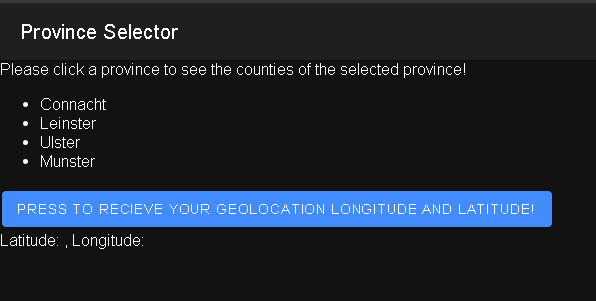 Province Selector
Please click a province to see the counties of the selected province!
• Connacht
• Leinster
• Ulster
• Munster
PRESS TO RECIEVE YOUR GEOLOCATION LONGITUDE AND LATITUDE!
Latitude: , Longitude: